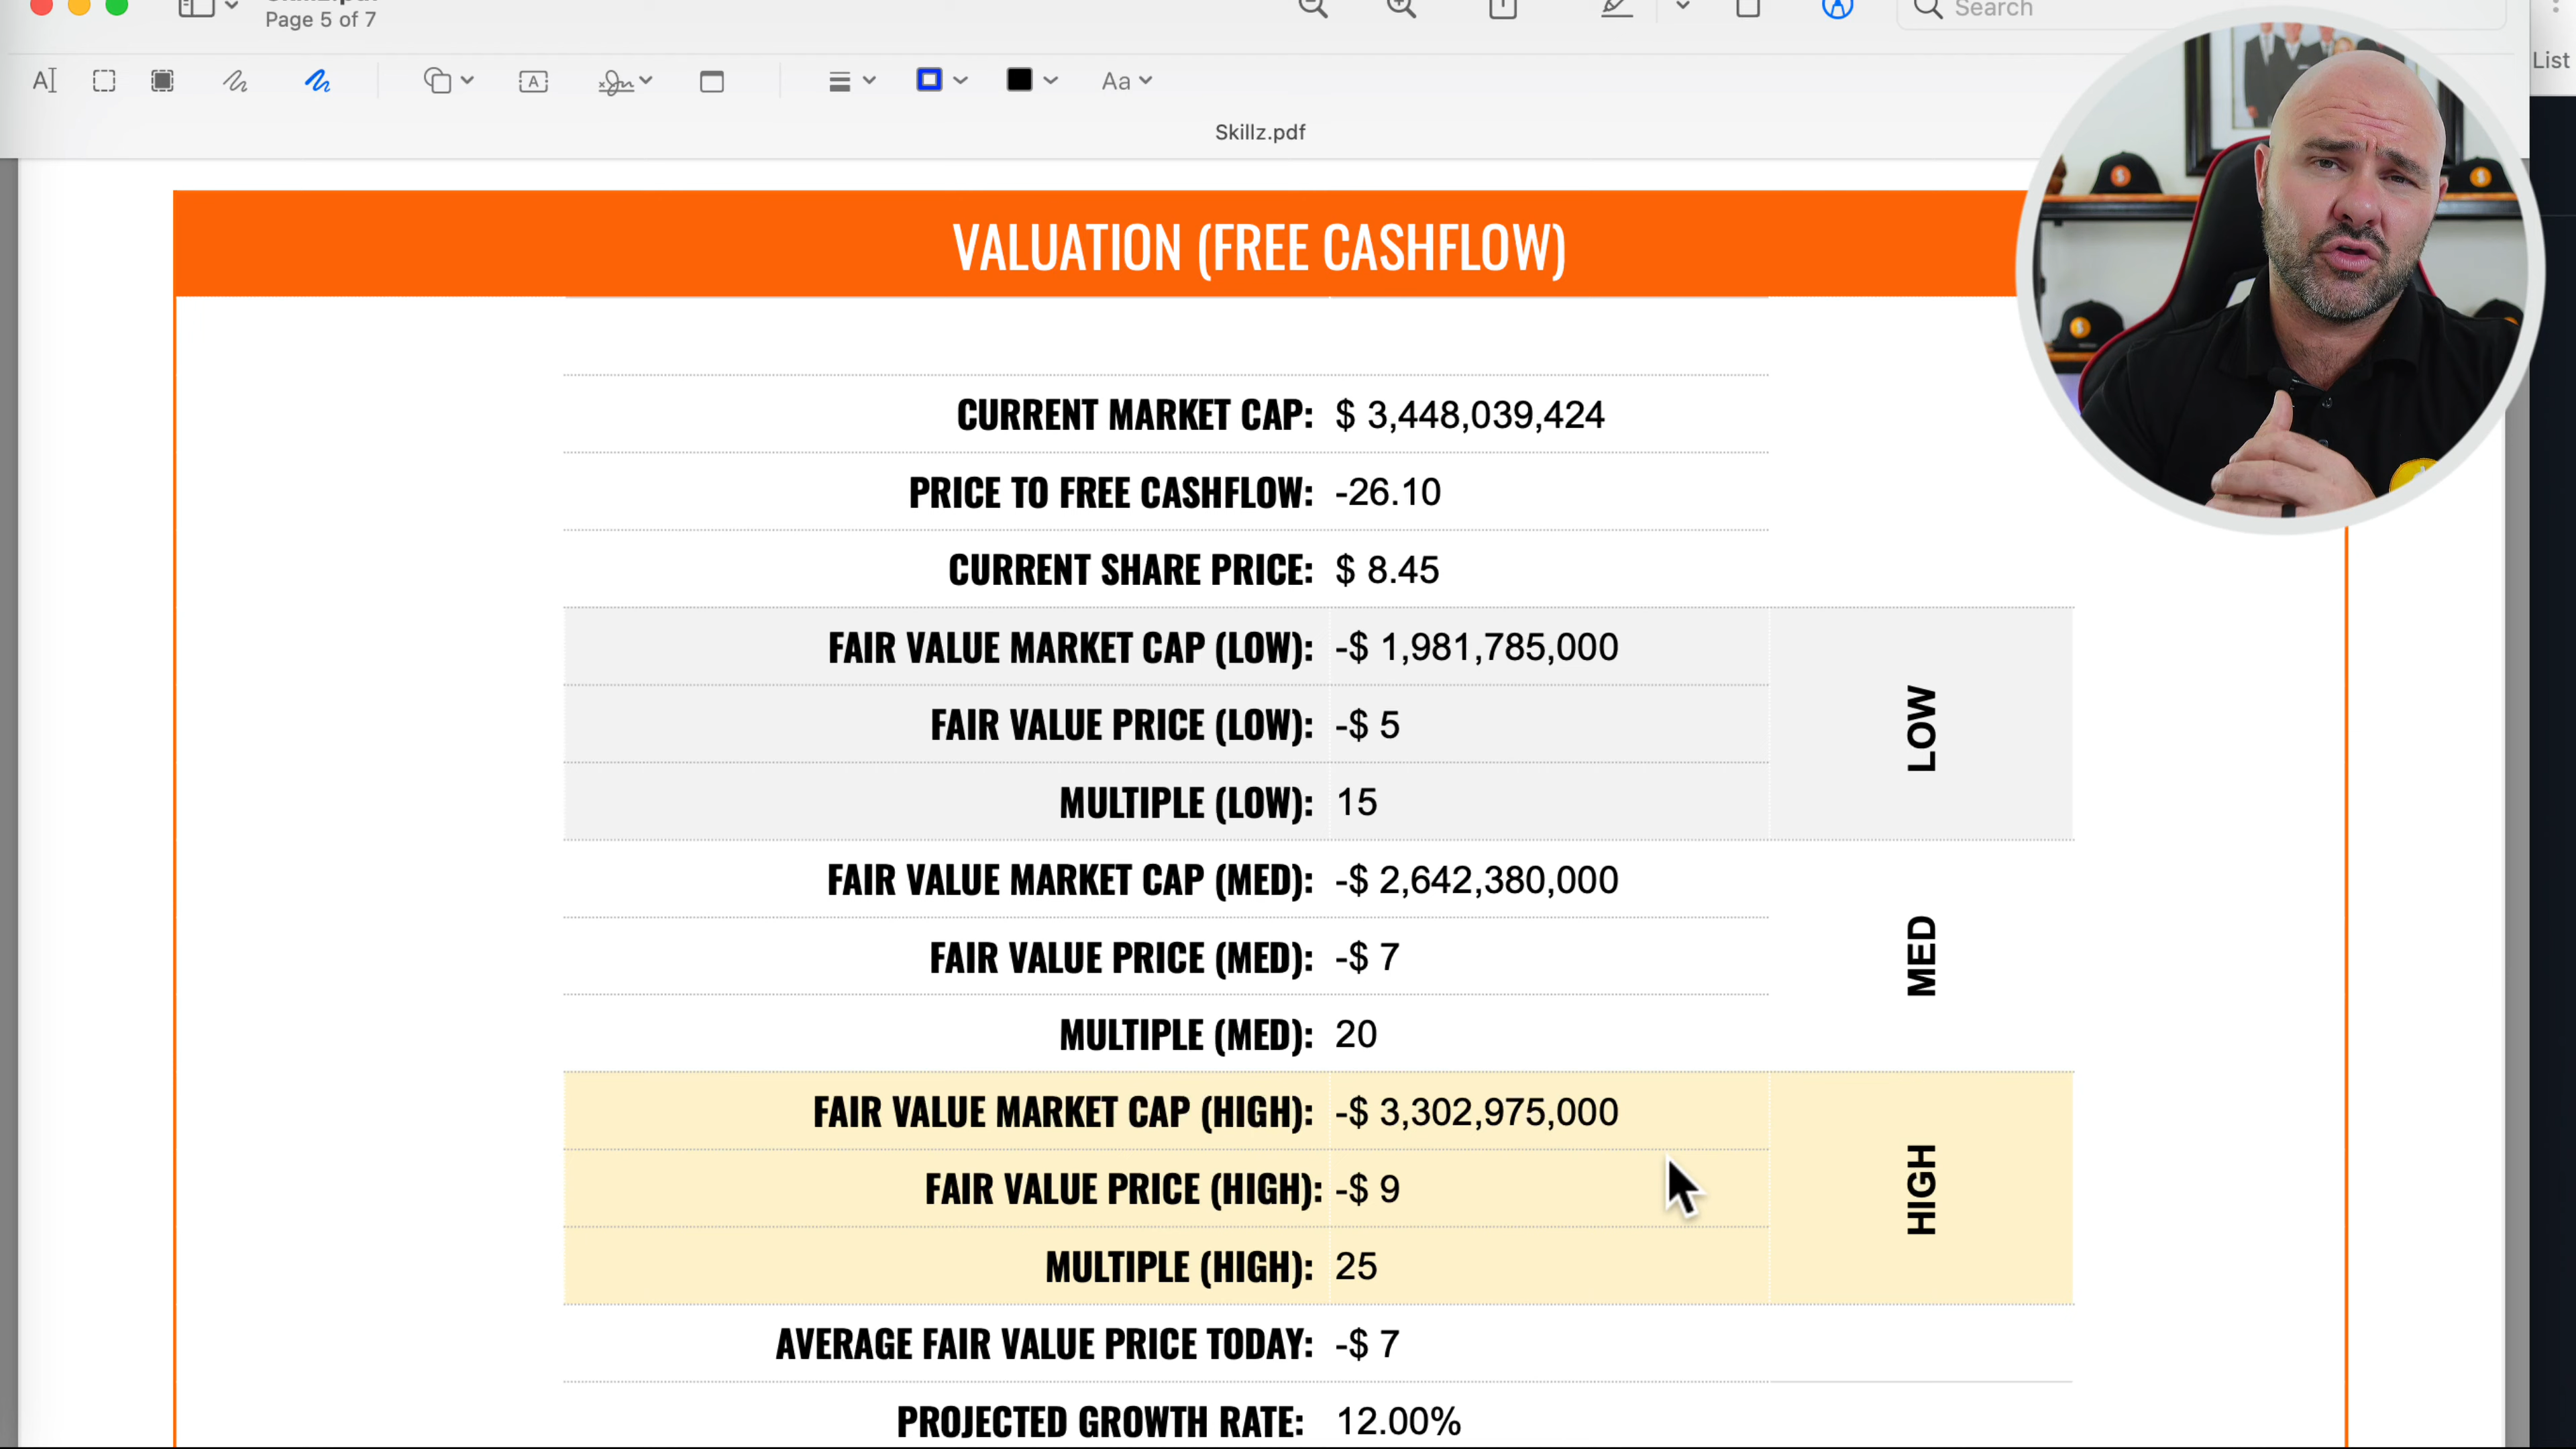 Page 5 of 7
Search
List
Aa
Skillz.pdf
VALUATION (FREE CASHFLOW)
CURRENT MARKET CAP: $ 3,448,039,424
PRICE TO FREE CASHFLOW: -26.10
CURRENT SHARE PRICE: $ 8.45
FAIR VALUE MARKET CAP (LOW): -$ 1,981,785,000
FAIR VALUE PRICE (LOW): -$ 5
MULTIPLE (LOW): 15
LOW
FAIR VALUE MARKET CAP (MED): -$ 2,642,380,000
FAIR VALUE PRICE (MED): -$ 7
MULTIPLE (MED): 20
MED
FAIR VALUE MARKET CAP (HIGH): -$ 3,302,975,000
FAIR VALUE PRICE (HIGH): -$ 9
MULTIPLE (HIGH): 25
HIGH
AVERAGE FAIR VALUE PRICE TODAY: -$ 7
PROJECTED GROWTH RATE: 12.00%